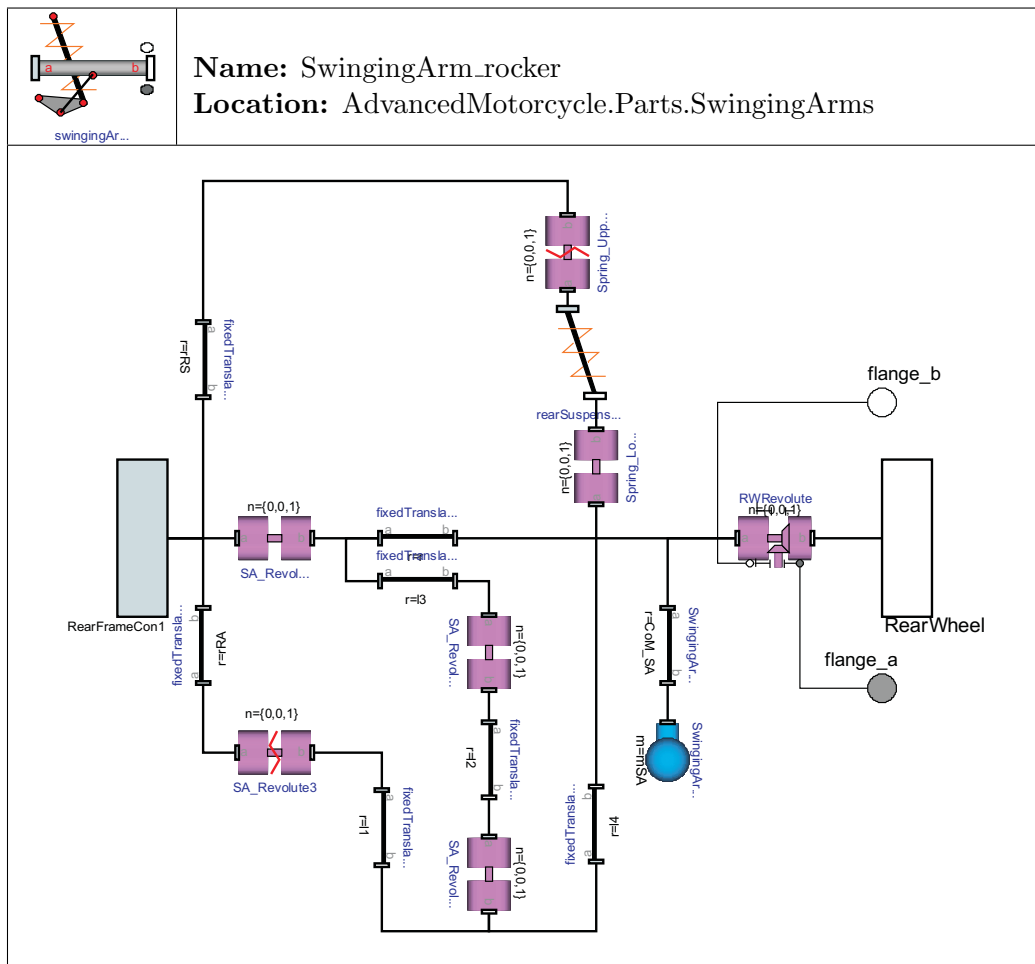 a b
swingingAr...
Name: SwingingArm_rocker
Location: AdvancedMotorcycle.Parts.SwingingArms
n={0,0,1}
b
Spring_Upp...
r=rRS
a
b
fixedTransla...
rearSuspens...
n={0,0,1}
b
a
Spring_Lo...
flange_b
RearFrameCon1
n={0,0,1}
a b
SA_Revol...
fixedTransla...
a b
fixedTransla...
a b
r=l3
RWRevolute
n={0,0,1}
a b
RearWheel
flange_a
fixedTransla...
b
a
r=rRA
SA_Revol...
n={0,0,1}
r=CoM_SA
a
b
SwingingAr...
n={0,0,1}
a b
SA_Revolute3
r=l2
a
b
fixedTransla...
m=mSA
a
SwingingAr...
r=l1
a
b
fixedTransla...
SA_Revol...
a
b
n={0,0,1}
fixedTransla...
b
a
r=l4